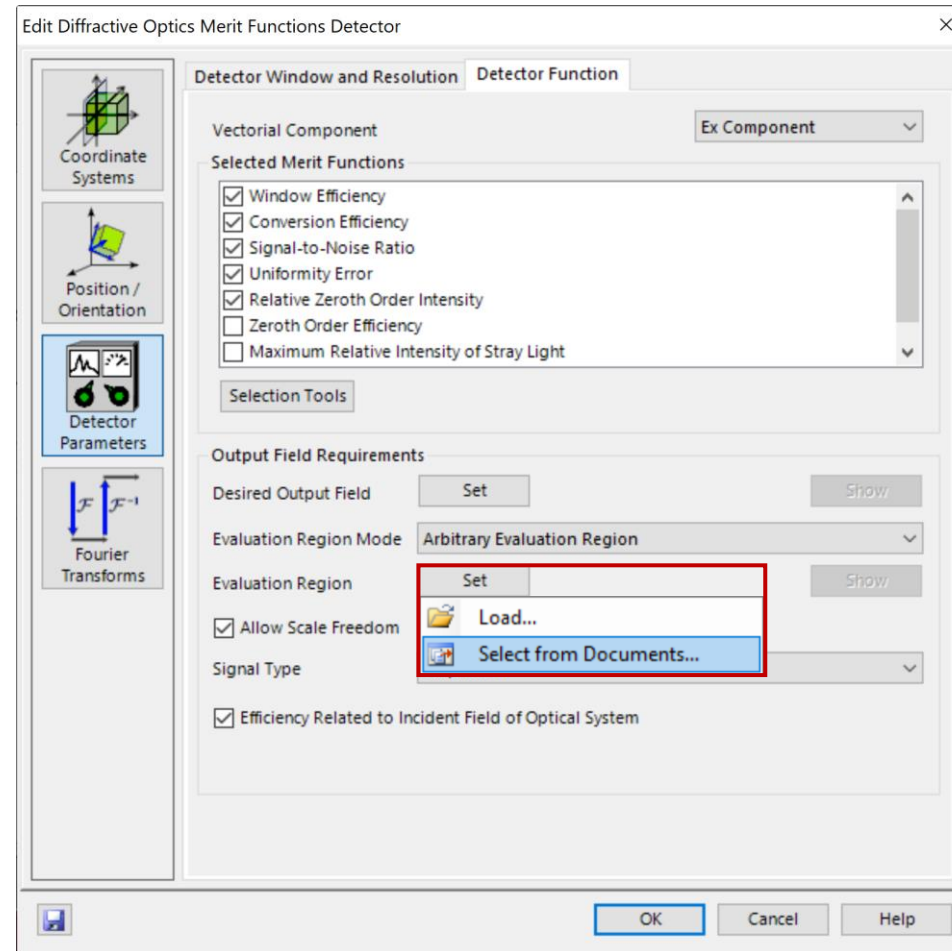 Edit Diffractive Optics Merit Functions Detector
Coordinate
Systems
Position /
Orientation
Detector
Parameters
Fourier
Transforms
Detector Window and Resolution
Detector Function
Vectorial Component
Ex Component
Selected Merit Functions
Window Efficiency
Conversion Efficiency
Signal-to-Noise Ratio
Uniformity Error
Relative Zeroth Order Intensity
Zeroth Order Efficiency
Maximum Relative Intensity of Stray Light
Selection Tools
Output Field Requirements
Desired Output Field Set Show
Evaluation Region Mode Arbitrary Evaluation Region
Evaluation Region Set Show
Load...
Allow Scale Freedom
Select from Documents...
Signal Type
Efficiency Related to Incident Field of Optical System
OK Cancel Help